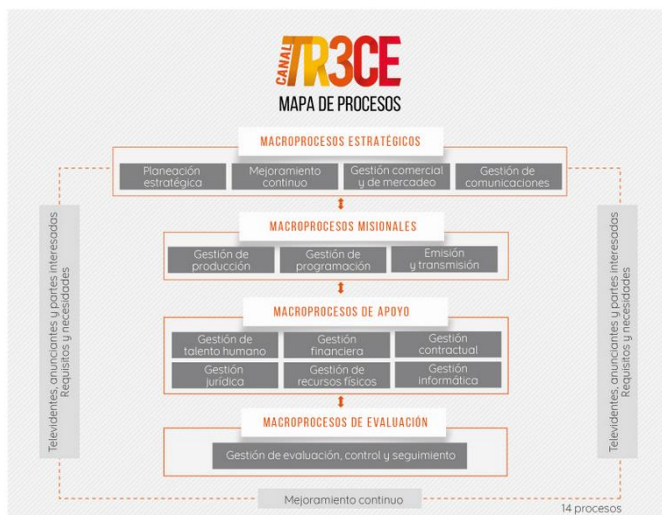 CANAL
TR3CE
MAPA DE PROCESOS
MACROPROCESOS ESTRATÉGICOS
Planeación
estratégica
Mejoramiento
continuo
Gestión comercial
y de mercadeo
Gestión de
comunicaciones
Televidentes, anunciantes y partes interesadas
Requisitos y necesidades
MACROPROCESOS MISIONALES
Gestión de
producción
Gestión de
programación
Emisión
y transmisión
MACROPROCESOS DE APOYO
Gestión de
talento humano
Gestión
financiera
Gestión
contractual
Gestión
jurídica
Gestión de
recursos físicos
Gestión
informática
MACROPROCESOS DE EVALUACIÓN
Gestión de evaluación, control y seguimiento
Televidentes, anunciantes y partes interesadas
Requisitos y necesidades
Mejoramiento continuo
14 procesos